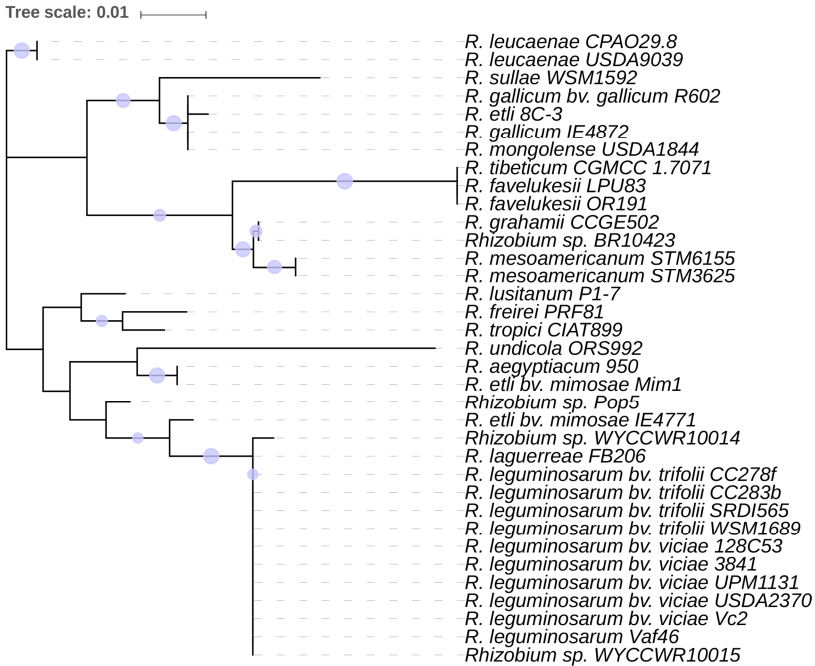 Tree scale: 0.01
R. leucaenae CPAO29.8
R. leucaenae USDA9039
R. sullae WSM1592
R. gallicum bv. gallicum R602
R. etli 8C-3
R. gallicum IE4872
R. mongolense USDA1844
R. tibeticum CGMCC 1.7071
R. favelukesii LPU83
R. favelukesii OR191
R. grahamii CCGE502
Rhizobium sp. BR10423
R. mesoamericanum STM6155
R. mesoamericanum STM3625
R. lusitanum P1-7
R. freirei PRF81
R. tropici CIAT899
R. undicola ORS992
R. aegyptiacum 950
R. etli bv. mimosae Mim1
Rhizobium sp. Pop5
R. etli bv. mimosae IE4771
Rhizobium sp. WYCCWR10014
R. laguerreae FB206
R. leguminosarum bv. trifolii CC278f
R. leguminosarum bv. trifolii CC283b
R. leguminosarum bv. trifolii SRDI565
R. leguminosarum bv. trifolii WSM1689
R. leguminosarum bv. viciae 128C53
R. leguminosarum bv. viciae 3841
R. leguminosarum bv. viciae UPM1131
R. leguminosarum bv. viciae USDA2370
R. leguminosarum bv. viciae Vc2
R. leguminosarum Vaf46
Rhizobium sp. WYCCWR10015